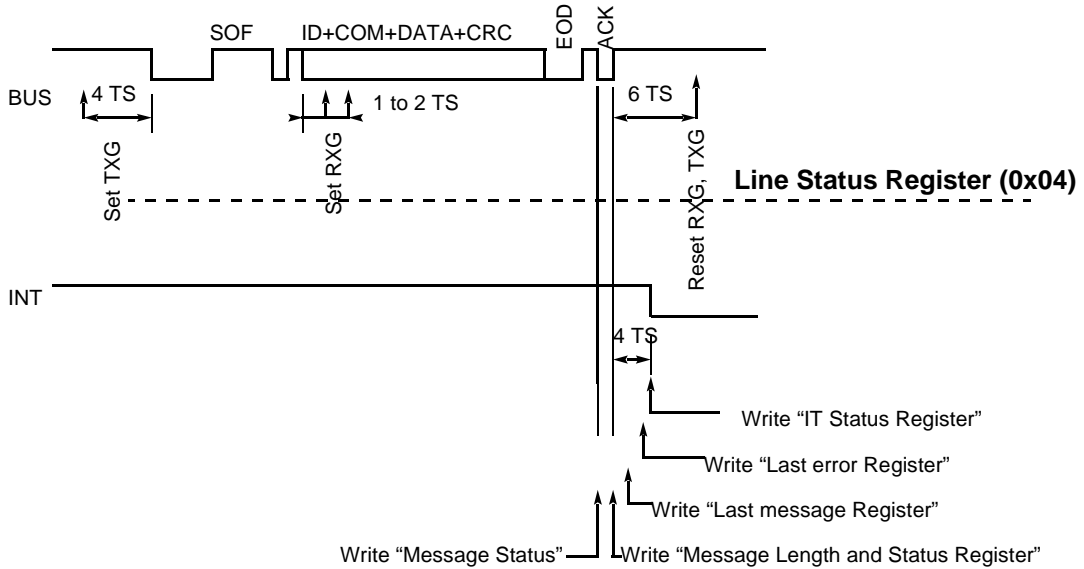 SOF
ID+COM+DATA+CRC
EOD
ACK
BUS
4 TS
1 to 2 TS
6 TS
Set TXG
Set RXG
Reset RXG, TXG
Line Status Register (0x04)
INT
4 TS
Write “IT Status Register”
Write “Last error Register”
Write “Last message Register”
Write “Message Status”
Write “Message Length and Status Register”